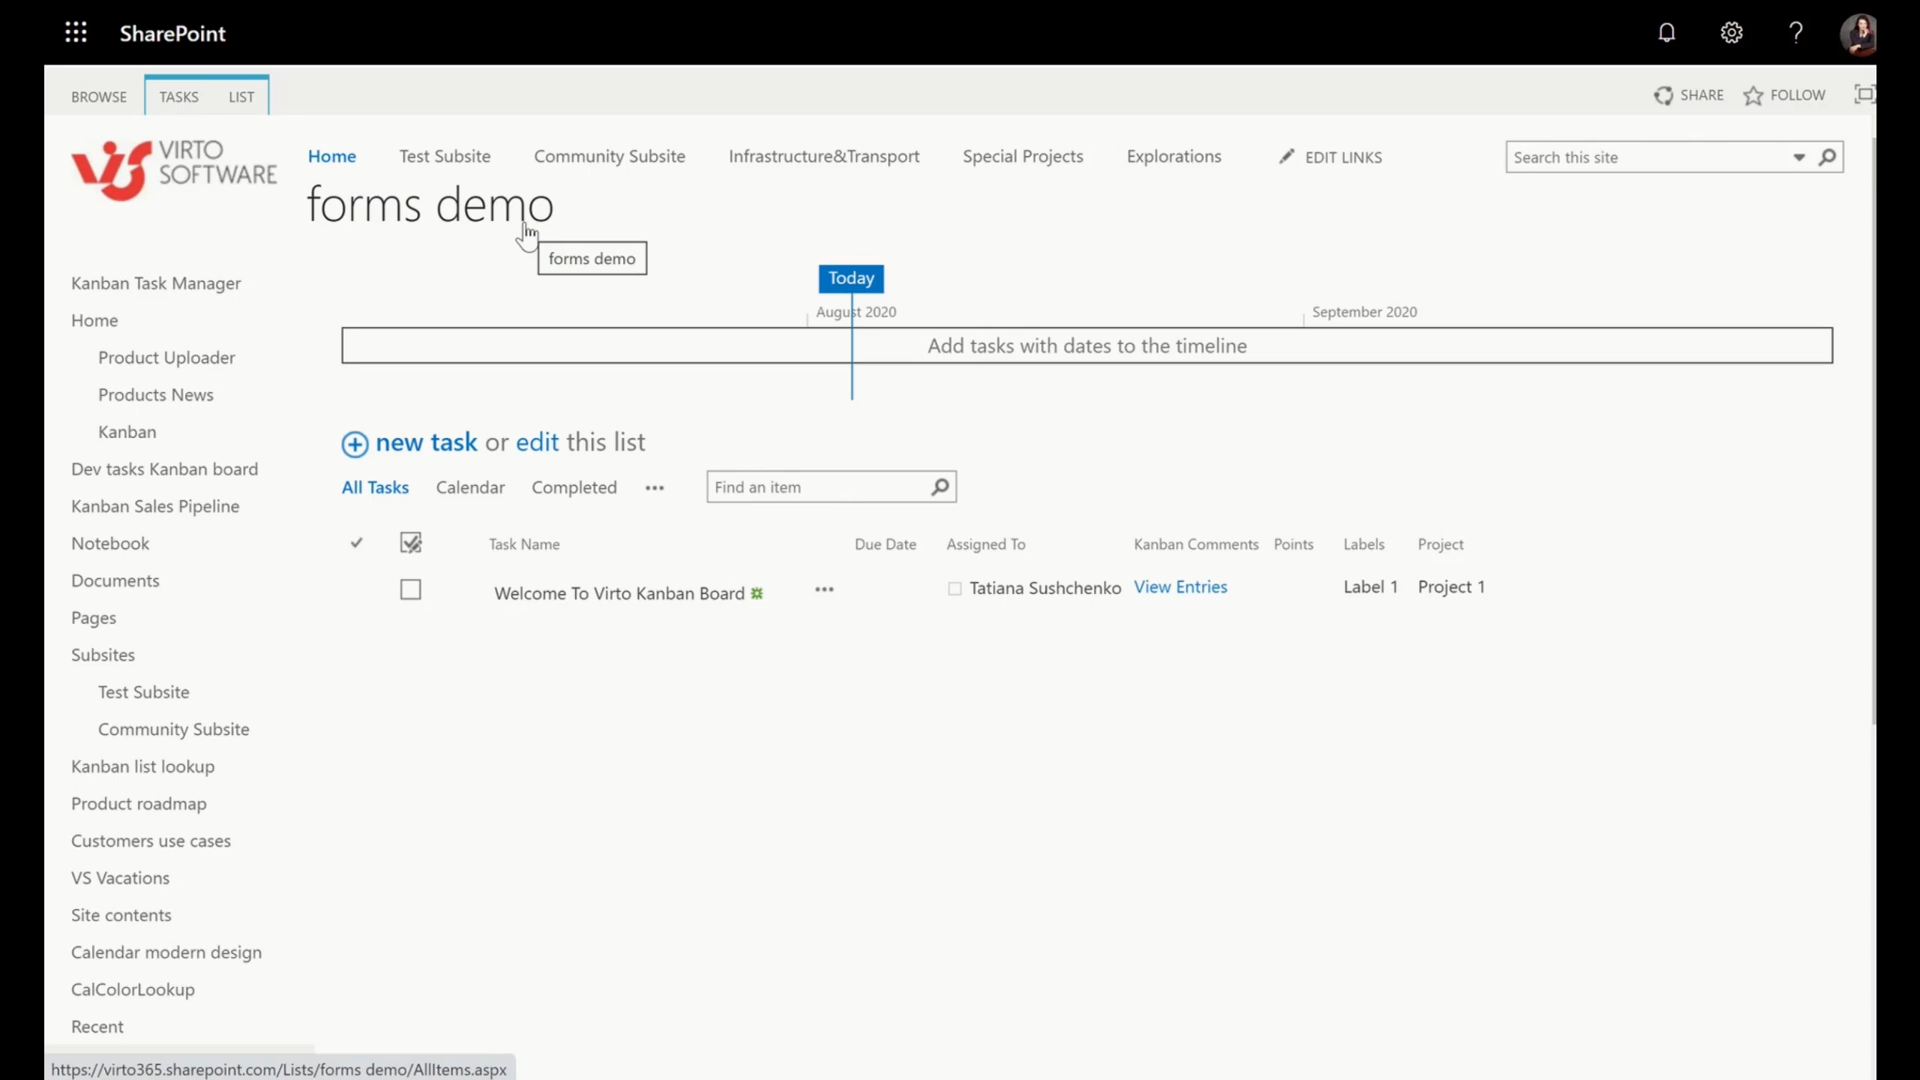 SharePoint
BROWSE TASKS LIST SHARE FOLLOW
VIRTO
SOFTWARE
Home Test Subsite Community Subsite Infrastructure&Transport Special Projects Explorations EDIT LINKS Search this site
forms demo
forms demo
Today
August 2020 September 2020
Add tasks with dates to the timeline
new task or edit this list
All Tasks Calendar Completed ••• Find an item
Task Name Due Date Assigned To Kanban Comments Points Labels Project
Welcome To Virto Kanban Board ••• Tatiana Sushchenko View Entries Label 1 Project 1
Kanban Task Manager
Home
Product Uploader
Products News
Kanban
Dev tasks Kanban board
Kanban Sales Pipeline
Notebook
Documents
Pages
Subsites
Test Subsite
Community Subsite
Kanban list lookup
Product roadmap
Customers use cases
VS Vacations
Site contents
Calendar modern design
CalColorLookup
Recent
https://virto365.sharepoint.com/Lists/forms demo/AllItems.aspx